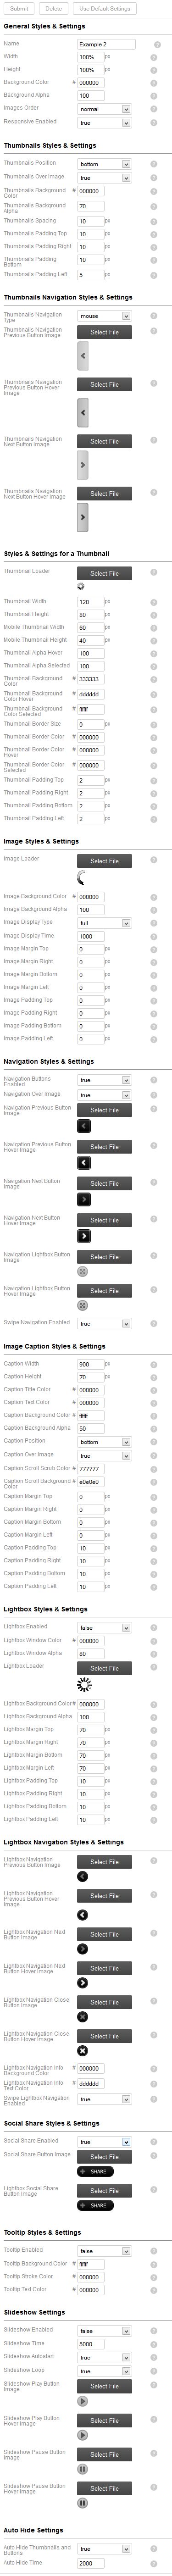 Submit Delete Use Default Settings
General Styles & Settings
Name Example 2
Width 100% px
Height 100% px
Background Color # 000000
Background Alpha 100
Images Order normal
Responsive Enabled true
Thumbnails Styles & Settings
Thumbnails Position bottom
Thumbnails Over Image true
Thumbnails Background Color # 000000
Thumbnails Background Alpha 70
Thumbnails Spacing 10 px
Thumbnails Padding Top 10 px
Thumbnails Padding Right 10 px
Thumbnails Padding Bottom 10 px
Thumbnails Padding Left 5 px
Thumbnails Navigation Styles & Settings
Thumbnails Navigation Type mouse
Thumbnails Navigation Previous Button Image Select File
Thumbnails Navigation Previous Button Hover Image Select File
Thumbnails Navigation Next Button Image Select File
Thumbnails Navigation Next Button Hover Image Select File
Styles & Settings for a Thumbnail
Thumbnail Loader Select File
Thumbnail Width 120 px
Thumbnail Height 80 px
Mobile Thumbnail Width 60 px
Mobile Thumbnail Height 40 px
Thumbnail Alpha Hover 100
Thumbnail Alpha Selected 100
Thumbnail Background Color # 333333
Thumbnail Background Color Hover # dddddd
Thumbnail Background Color Selected # ffffff
Thumbnail Border Size 0 px
Thumbnail Border Color # 000000
Thumbnail Border Color Hover # 000000
Thumbnail Border Color Selected # 000000
Thumbnail Padding Top 2 px
Thumbnail Padding Right 2 px
Thumbnail Padding Bottom 2 px
Thumbnail Padding Left 2 px
Image Styles & Settings
Image Loader Select File
Image Background Color # 000000
Image Background Alpha 100
Image Display Type full
Image Display Time 1000
Image Margin Top 0 px
Image Margin Right 0 px
Image Margin Bottom 0 px
Image Margin Left 0 px
Image Padding Top 0 px
Image Padding Right 0 px
Image Padding Bottom 0 px
Image Padding Left 0 px
Navigation Styles & Settings
Navigation Buttons Enabled true
Navigation Over Image true
Navigation Previous Button Image Select File
Navigation Previous Button Hover Image Select File
Navigation Next Button Image Select File
Navigation Next Button Hover Image Select File
Navigation Lightbox Button Image Select File
Navigation Lightbox Button Hover Image Select File
Swipe Navigation Enabled true
Image Caption Styles & Settings
Caption Width 900 px
Caption Height 70 px
Caption Title Color # 000000
Caption Text Color # 000000
Caption Background Color # ffffff
Caption Background Alpha 50
Caption Position bottom
Caption Over Image true
Caption Scroll Scrub Color # 777777
Caption Scroll Background Color # e0e0e0
Caption Margin Top 0 px
Caption Margin Right 0 px
Caption Margin Bottom 0 px
Caption Margin Left 0 px
Caption Padding Top 10 px
Caption Padding Right 10 px
Caption Padding Bottom 10 px
Caption Padding Left 10 px
Lightbox Styles & Settings
Lightbox Enabled false
Lightbox Window Color # 000000
Lightbox Window Alpha 80
Lightbox Loader Select File
Lightbox Background Color # 000000
Lightbox Background Alpha 100
Lightbox Margin Top 70 px
Lightbox Margin Right 70 px
Lightbox Margin Bottom 70 px
Lightbox Margin Left 70 px
Lightbox Padding Top 10 px
Lightbox Padding Right 10 px
Lightbox Padding Bottom 10 px
Lightbox Padding Left 10 px
Lightbox Navigation Styles & Settings
Lightbox Navigation Previous Button Image Select File
Lightbox Navigation Previous Button Hover Image Select File
Lightbox Navigation Next Button Image Select File
Lightbox Navigation Next Button Hover Image Select File
Lightbox Navigation Close Button Image Select File
Lightbox Navigation Close Button Hover Image Select File
Lightbox Navigation Info Background Color # 000000
Lightbox Navigation Info Text Color # dddddd
Swipe Lightbox Navigation Enabled true
Social Share Styles & Settings
Social Share Enabled true
Social Share Button Image Select File
SHARE
Lightbox Social Share Button Image Select File
SHARE
Tooltip Styles & Settings
Tooltip Enabled false
Tooltip Background Color # ffffff
Tooltip Stroke Color # 000000
Tooltip Text Color # 000000
Slideshow Settings
Slideshow Enabled false
Slideshow Time 5000
Slideshow Autostart true
Slideshow Loop true
Slideshow Play Button Image Select File
Slideshow Play Button Hover Image Select File
Slideshow Pause Button Image Select File
Slideshow Pause Button Hover Image Select File
Auto Hide Settings
Auto Hide Thumbnails and Buttons true
Auto Hide Time 2000